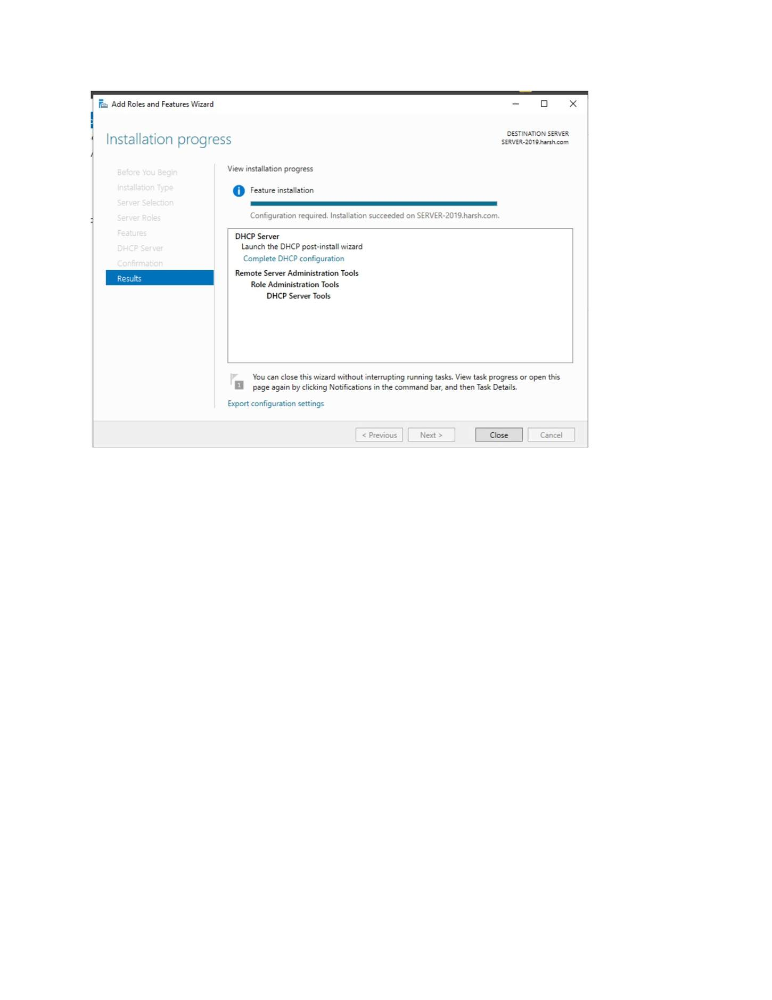 Add Roles and Features Wizard
Installation progress
DESTINATION SERVER
SERVER-2019.harsh.com
Before You Begin
Installation Type
Server Selection
Server Roles
Features
DHCP Server
Confirmation
Results
View installation progress
Feature installation
Configuration required. Installation succeeded on SERVER-2019.harsh.com.
DHCP Server
Launch the DHCP post-install wizard
Complete DHCP configuration
Remote Server Administration Tools
Role Administration Tools
DHCP Server Tools
1
You can close this wizard without interrupting running tasks. View task progress or open this
page again by clicking Notifications in the command bar, and then Task Details.
Export configuration settings
< Previous
Next >
Close
Cancel